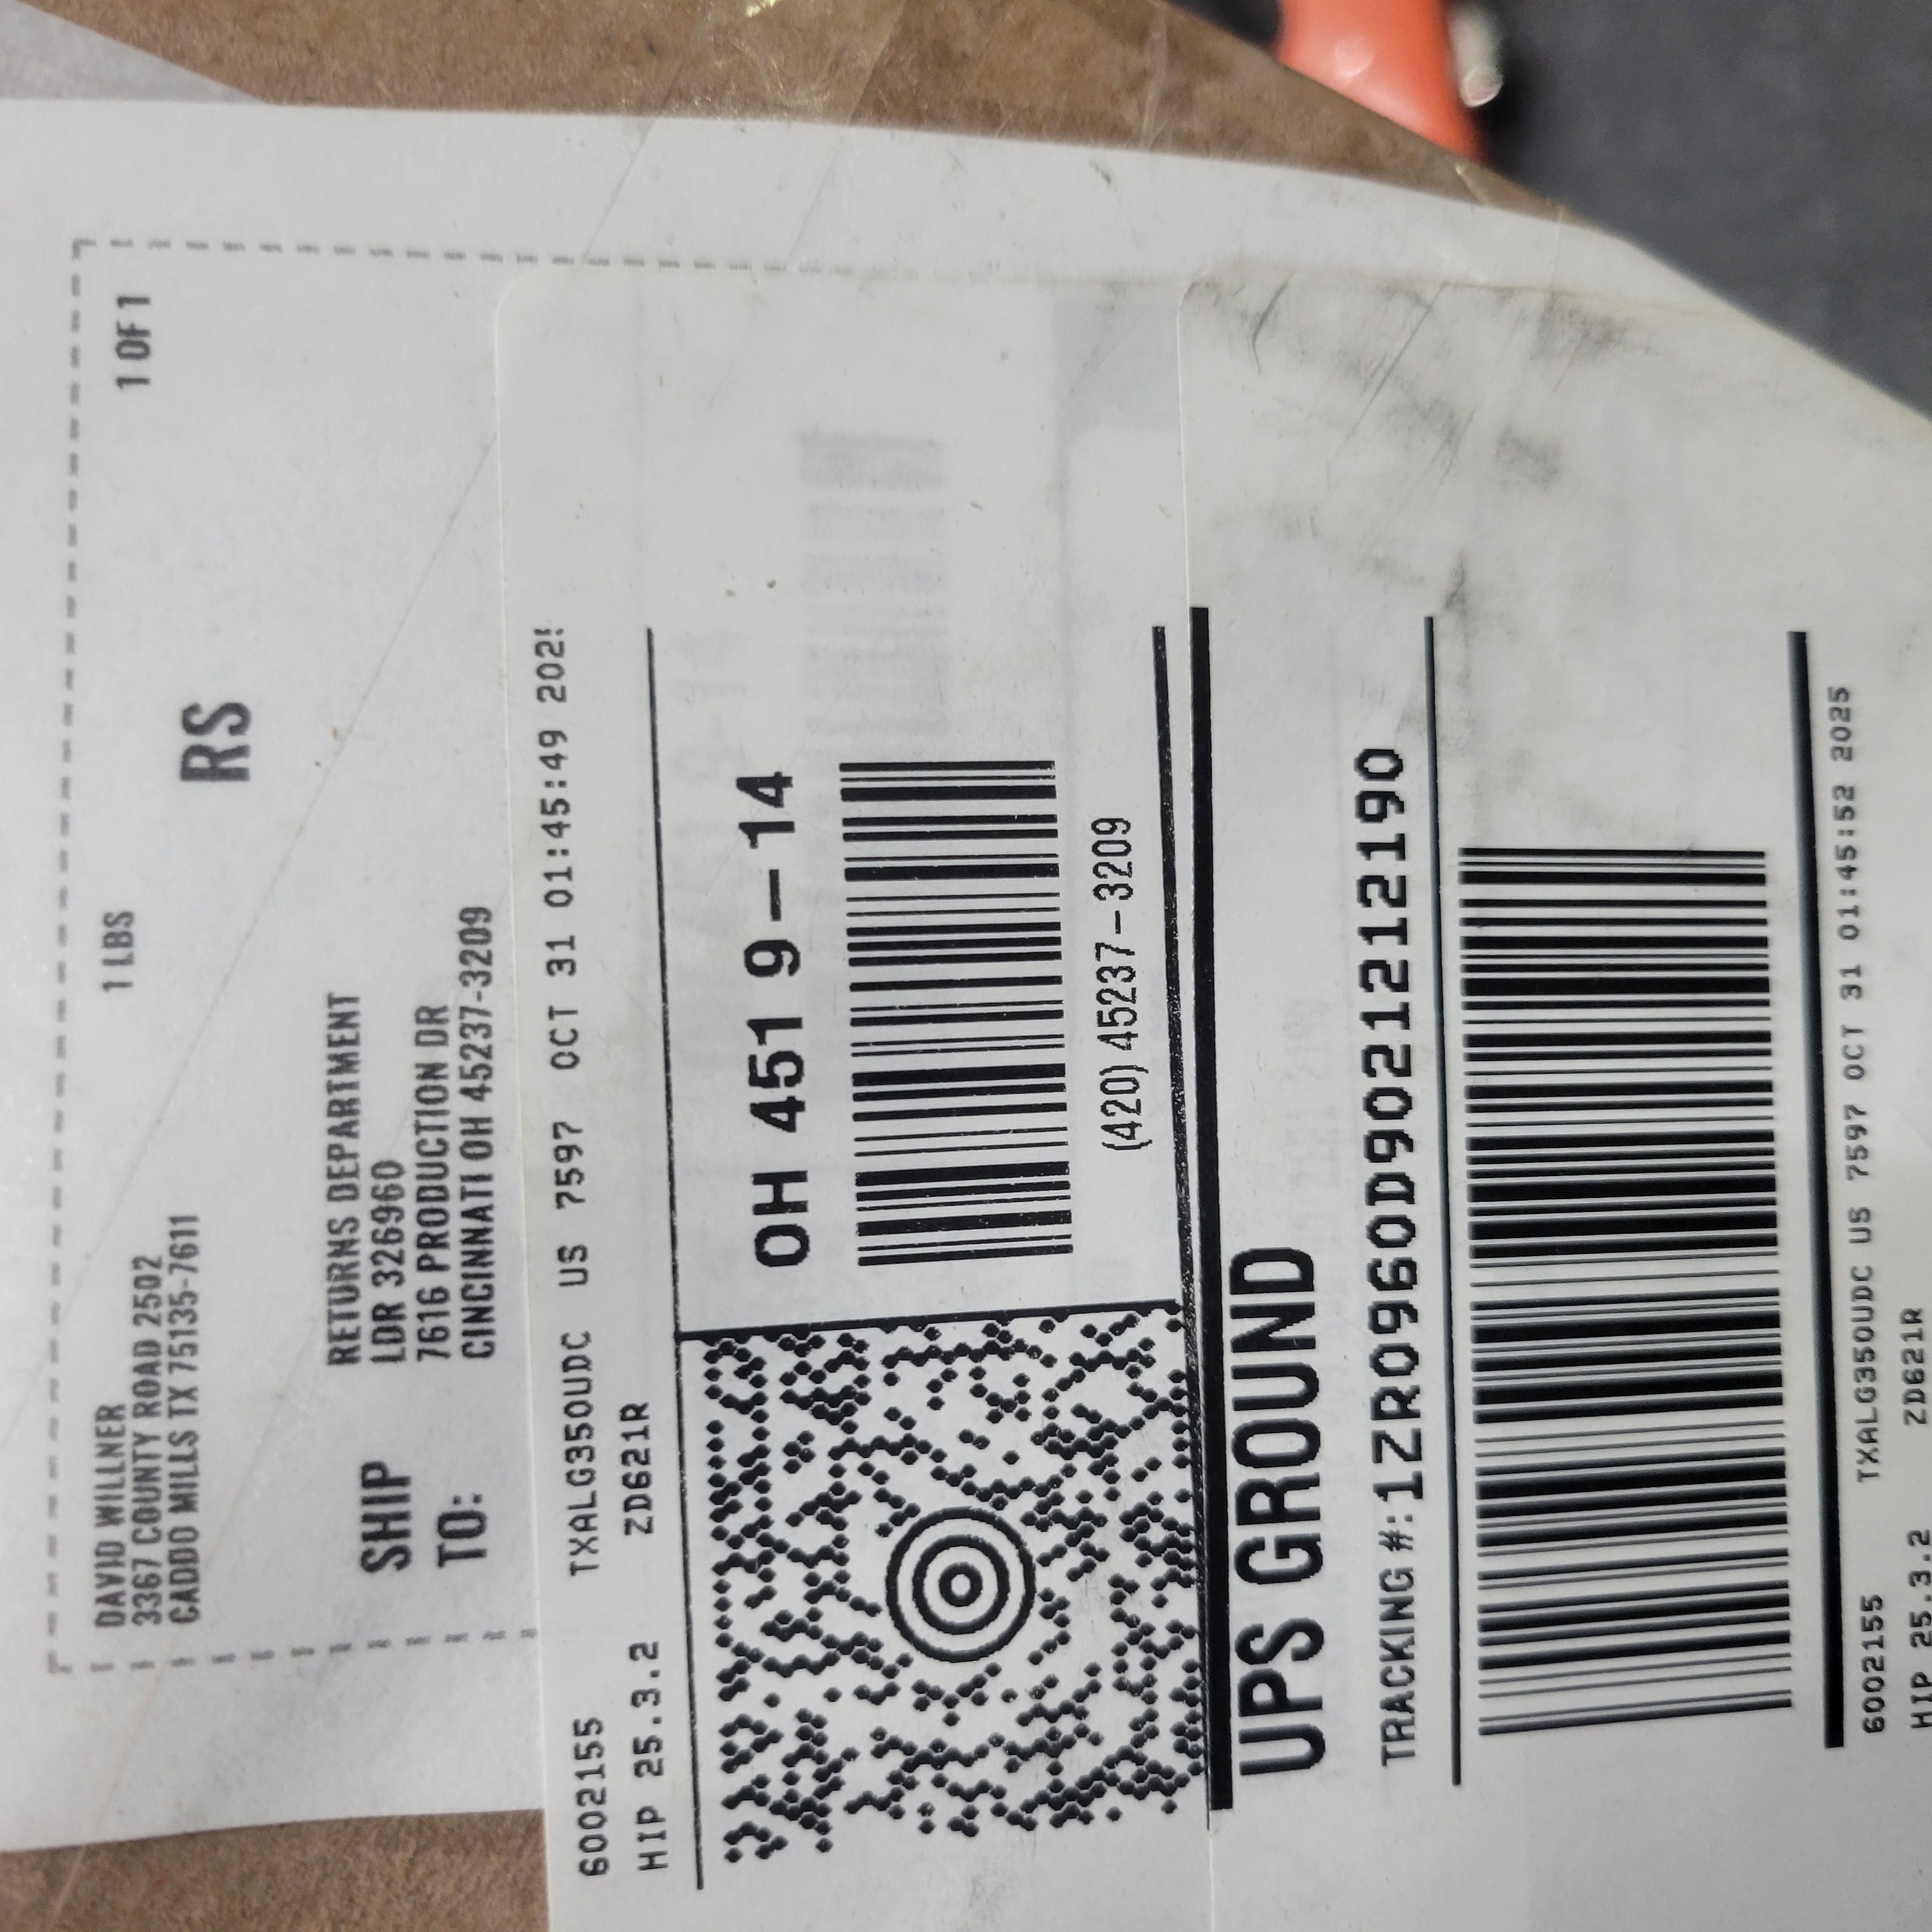 DAVID WILLNER
3367 COUNTY ROAD 2502
CADDO MILLS TX 75135-7611
1 LBS
1 OF 1
RS
SHIP
TO:
RETURNS DEPARTMENT
LDR 326960
7616 PRODUCTION DR
CINCINNATI OH 45237-3209
6002155 TXALG350UDC US 7597 OCT 31 01:45:49 202
HIP 25.3.2 ZD621R
OH 451 9-14
(420) 45237-3209
UPS GROUND
TRACKING #:1ZR0960D9021212190
6002155 TXALG350UDC US 7597 OCT 31 01:45:52 2025
HIP 25.3.2 ZD621R